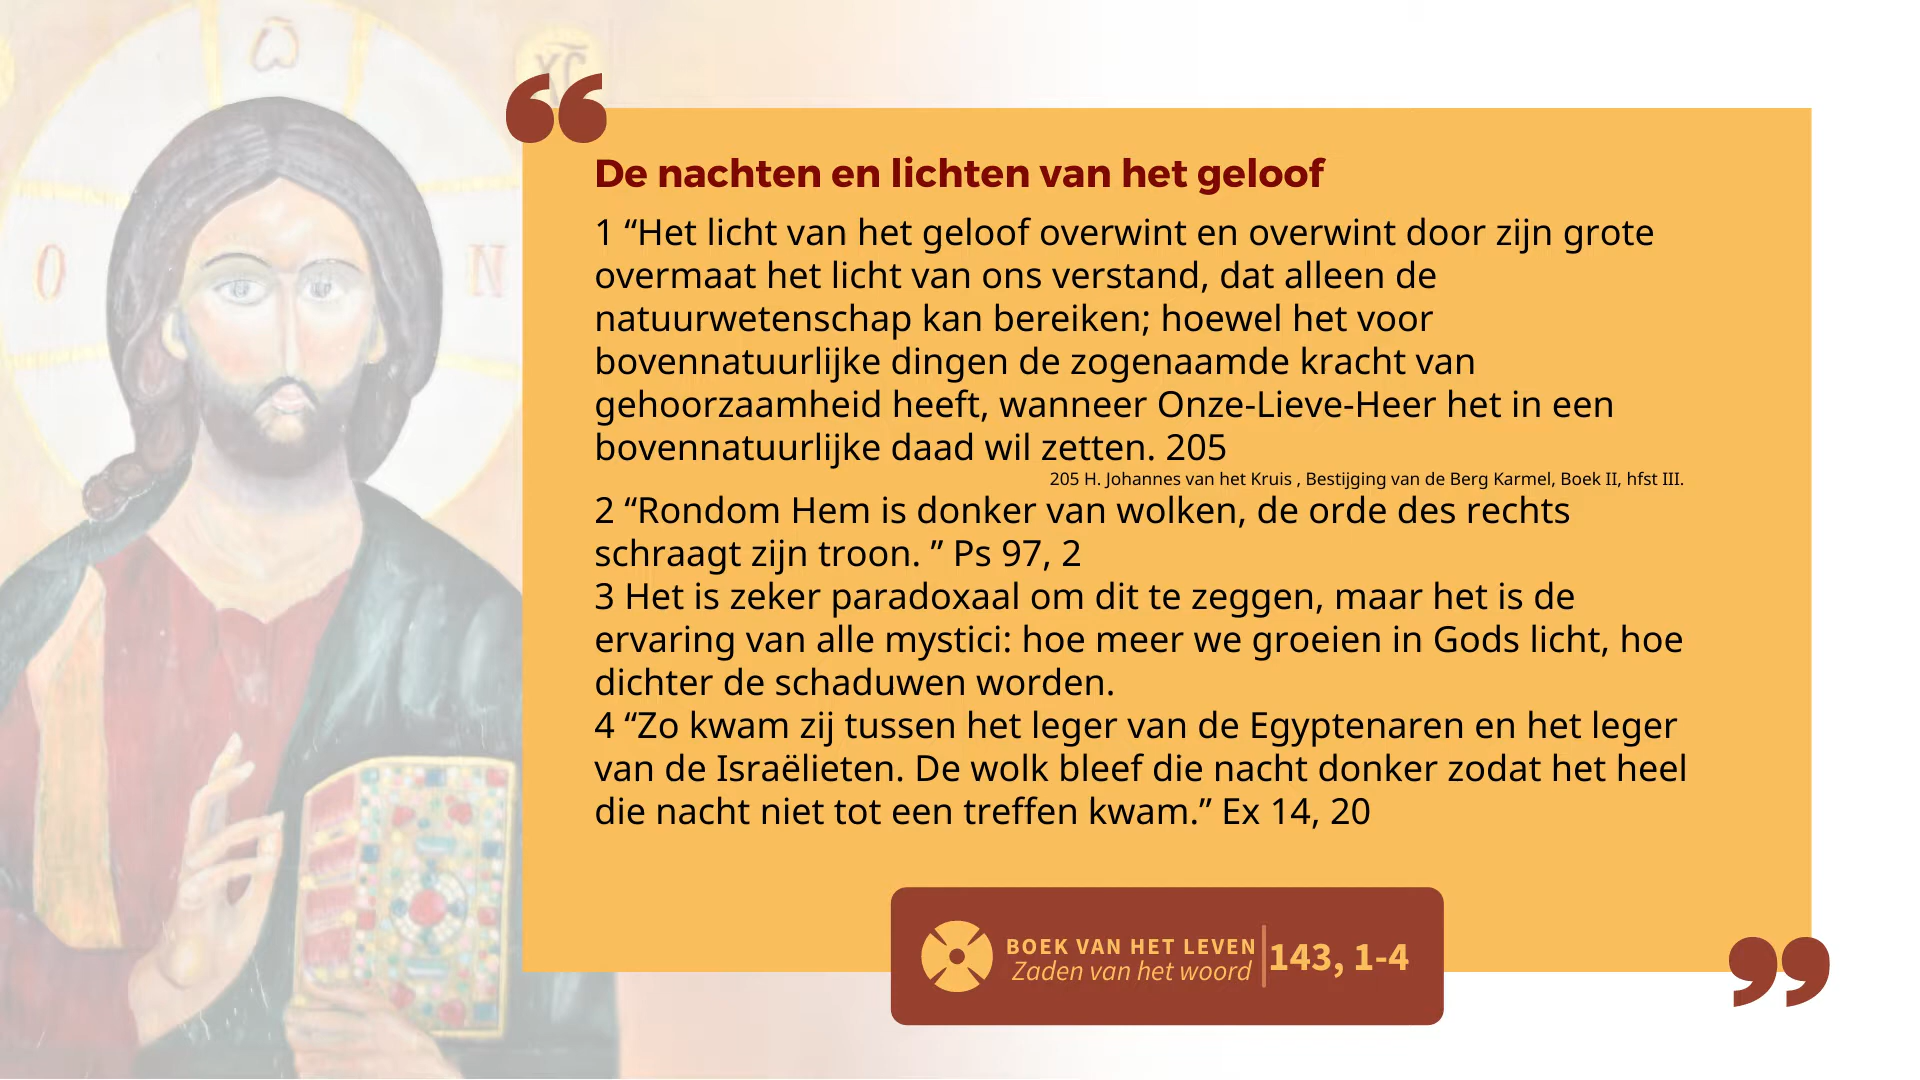 ω
XC
O
N
“
De nachten en lichten van het geloof
1 “Het licht van het geloof overwint en overwint door zijn grote
overmaat het licht van ons verstand, dat alleen de
natuurwetenschap kan bereiken; hoewel het voor
bovennatuurlijke dingen de zogenaamde kracht van
gehoorzaamheid heeft, wanneer Onze-Lieve-Heer het in een
bovennatuurlijke daad wil zetten. 205
205 H. Johannes van het Kruis , Bestijging van de Berg Karmel, Boek II, hfst III.
2 “Rondom Hem is donker van wolken, de orde des rechts
schraagt zijn troon. ” Ps 97, 2
3 Het is zeker paradoxaal om dit te zeggen, maar het is de
ervaring van alle mystici: hoe meer we groeien in Gods licht, hoe
dichter de schaduwen worden.
4 “Zo kwam zij tussen het leger van de Egyptenaren en het leger
van de Israëlieten. De wolk bleef die nacht donker zodat het heel
die nacht niet tot een treffen kwam.” Ex 14, 20
BOEK VAN HET LEVEN
Zaden van het woord
143, 1-4
”